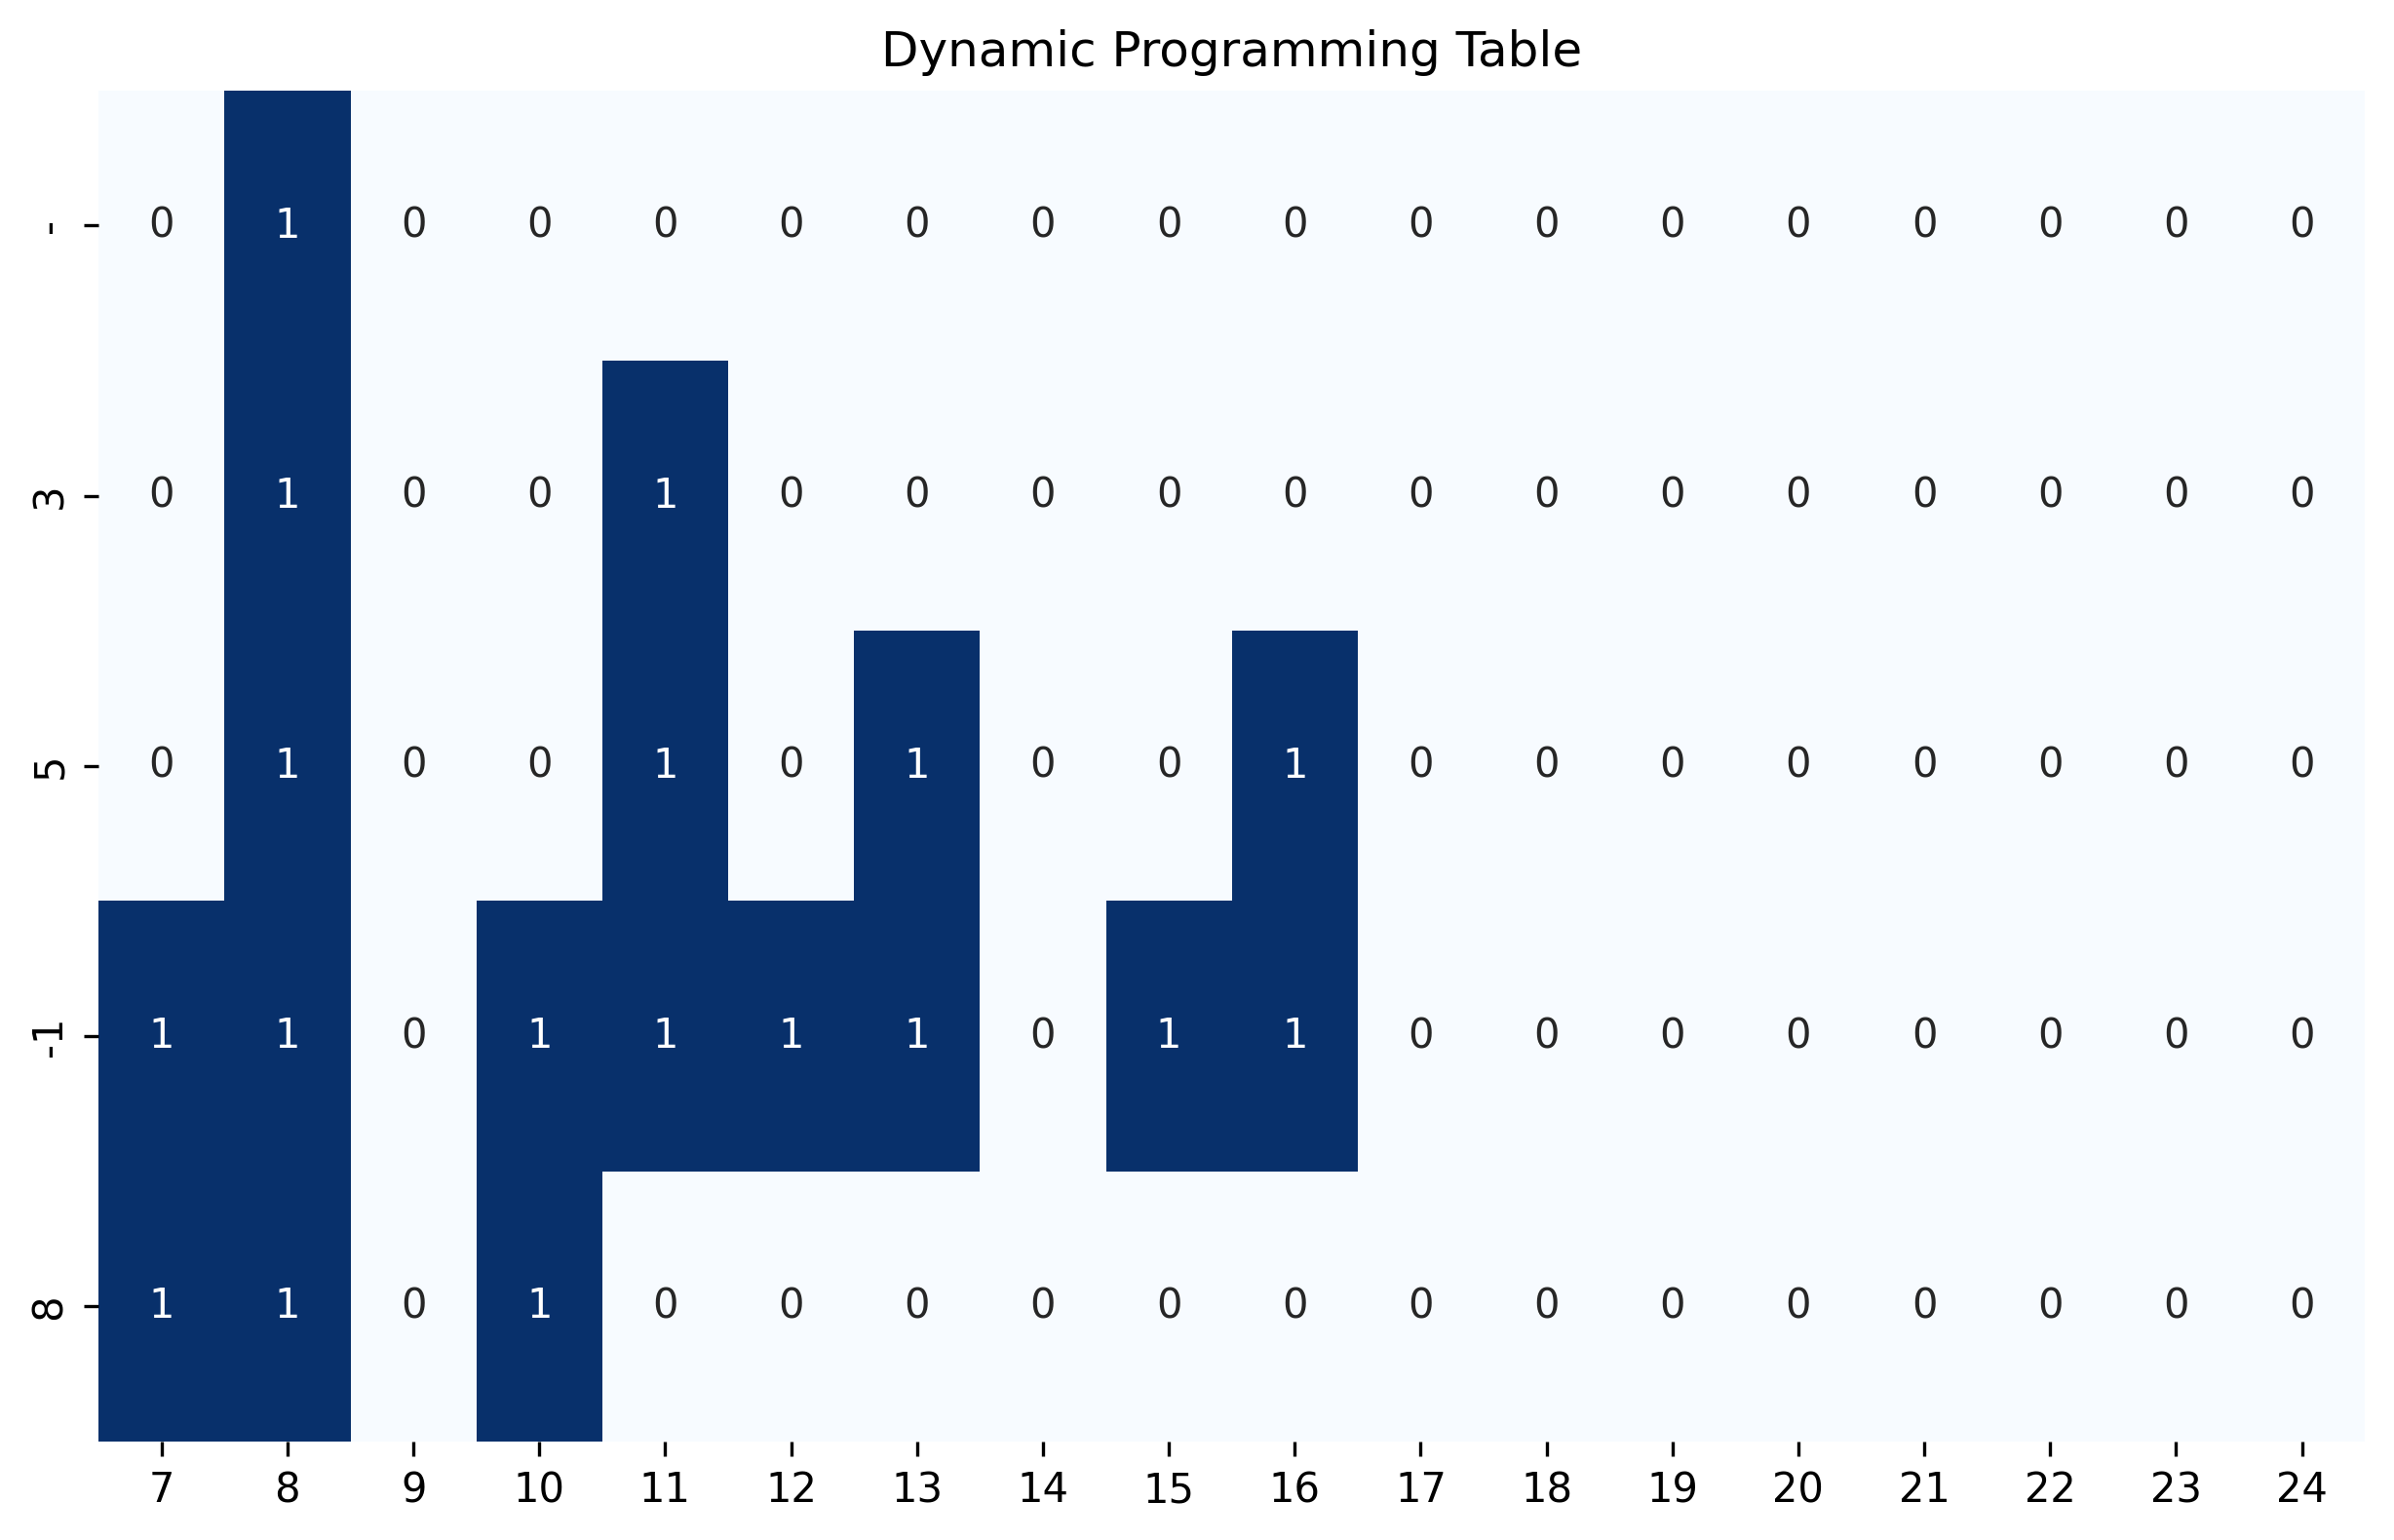 Dynamic Programming Table
- 0 1 0 0 0 0 0 0 0 0 0 0 0 0 0 0 0 0
3 0 1 0 0 1 0 0 0 0 0 0 0 0 0 0 0 0 0
5 0 1 0 0 1 0 1 0 0 1 0 0 0 0 0 0 0 0
-1 1 1 0 1 1 1 1 0 1 1 0 0 0 0 0 0 0 0
8 1 1 0 1 0 0 0 0 0 0 0 0 0 0 0 0 0 0
7 8 9 10 11 12 13 14 15 16 17 18 19 20 21 22 23 24